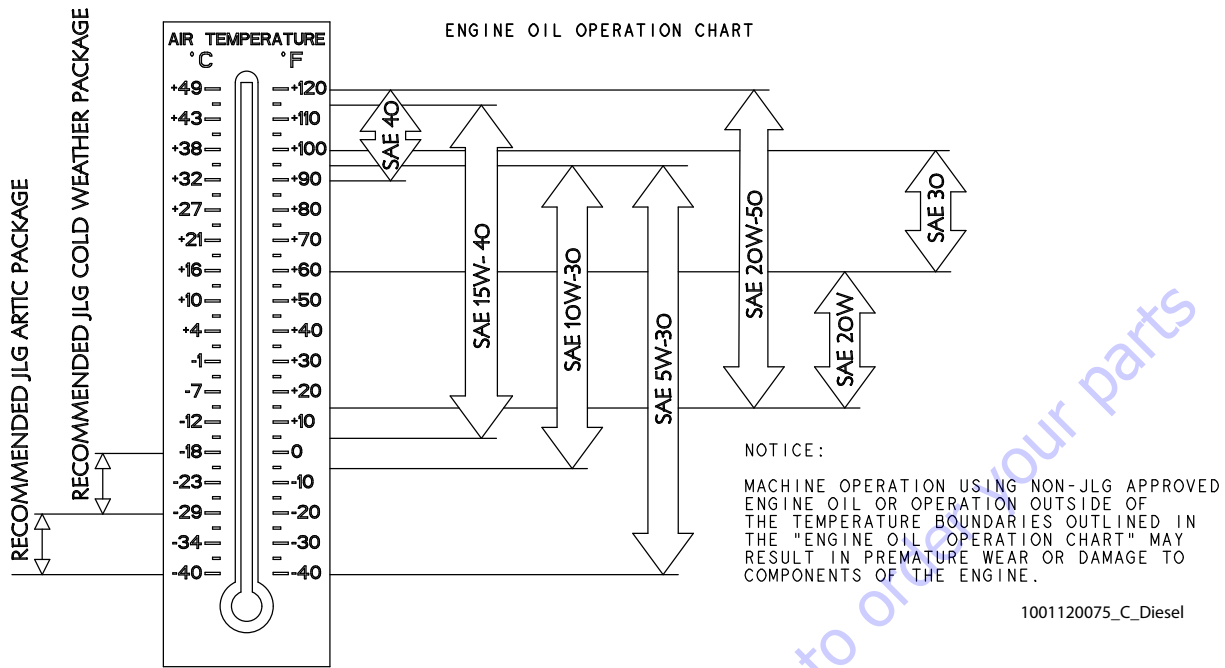 ENGINE OIL OPERATION CHART
AIR TEMPERATURE
°C °F
+49 +120
+43 +110
+38 +100
+32 +90
+27 +80
+21 +70
+16 +60
+10 +50
+4 +40
-1 +30
-7 +20
-12 +10
-18 0
-23 -10
-29 -20
-34 -30
-40 -40
RECOMMENDED JLG ARTIC PACKAGE
RECOMMENDED JLG COLD WEATHER PACKAGE
SAE 40
SAE 15W-40
SAE 10W-30
SAE 5W-30
SAE 20W-50
SAE 20W
SAE 30
NOTICE:
MACHINE OPERATION USING NON-JLG APPROVED
ENGINE OIL OR OPERATION OUTSIDE OF
THE TEMPERATURE BOUNDARIES OUTLINED IN
THE "ENGINE OIL OPERATION CHART" MAY
RESULT IN PREMATURE WEAR OR DAMAGE TO
COMPONENTS OF THE ENGINE.
1001120075_C_Diesel
to order your parts